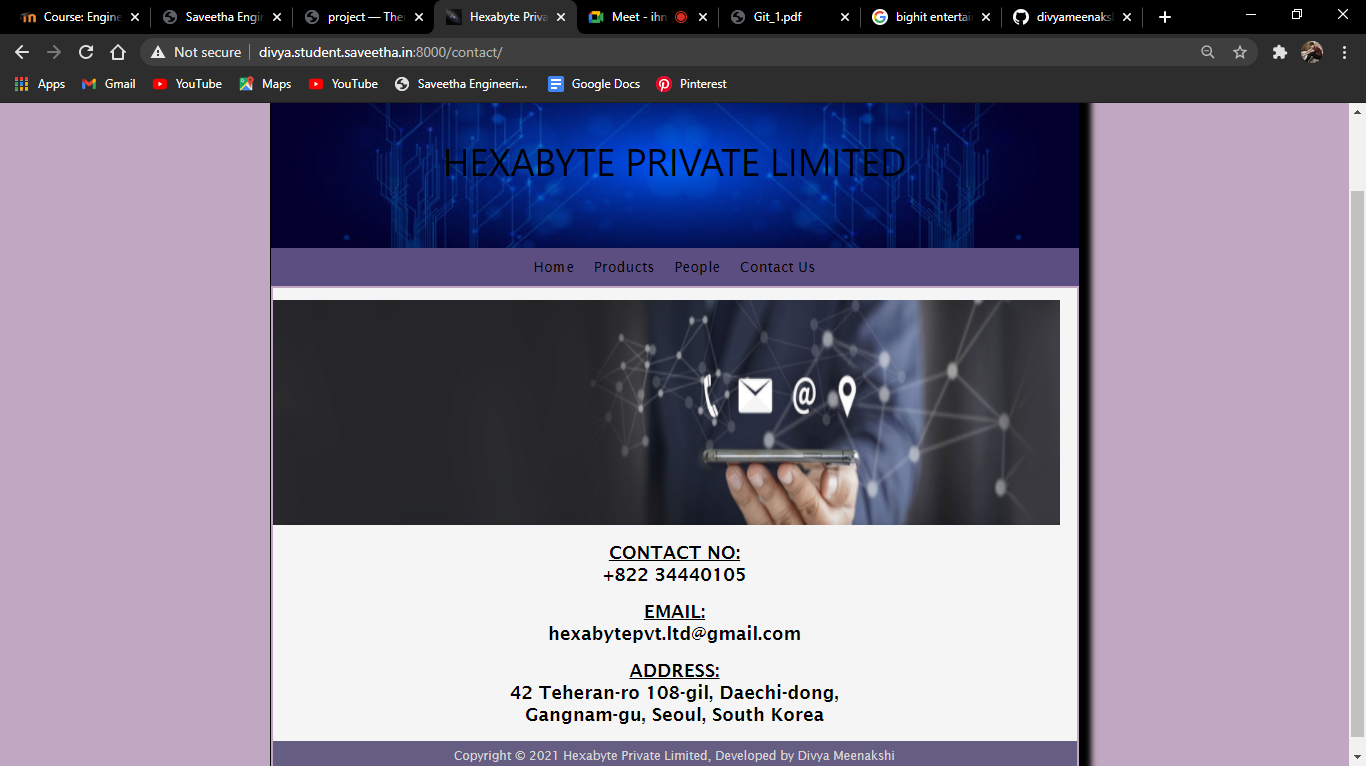 Course: Engine
Saveetha Engin
project — Thei
Hexabyte Priva
Meet - ihn
Git_1.pdf
bighit entertai
divyameenaksh
Not secure
divya.student.saveetha.in:8000/contact/
Apps
Gmail
YouTube
Maps
YouTube
Saveetha Engineeri...
Google Docs
Pinterest
HEXABYTE PRIVATE LIMITED
Home
Products
People
Contact Us
@
CONTACT NO:
+822 34440105
EMAIL:
hexabytepvt.ltd@gmail.com
ADDRESS:
42 Teheran-ro 108-gil, Daechi-dong,
Gangnam-gu, Seoul, South Korea
Copyright © 2021 Hexabyte Private Limited, Developed by Divya Meenakshi